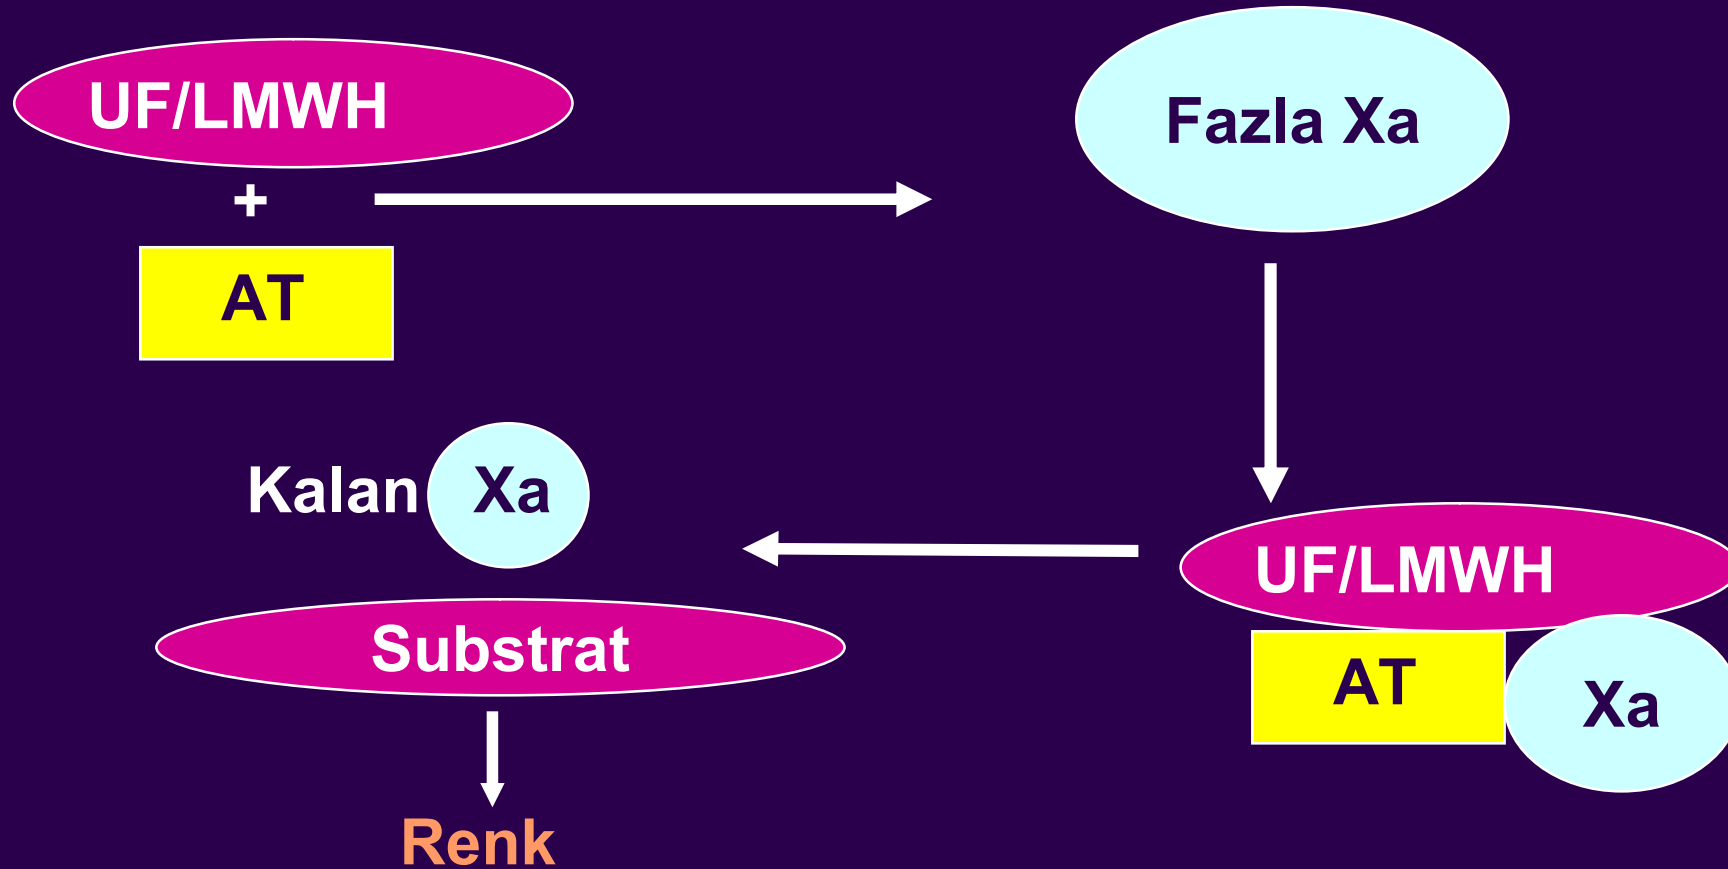 UF/LMWH
+
AT
Fazla Xa
UF/LMWH
AT
Xa
Kalan Xa
Substrat
Renk